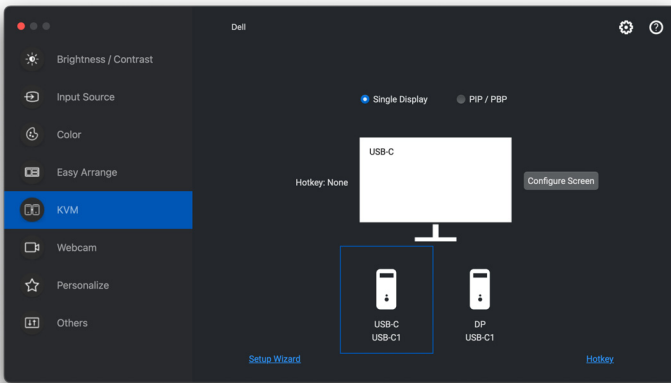 Dell
Brightness / Contrast
Input Source
Color
Easy Arrange
KVM
Webcam
Personalize
Others
Single Display
PIP / PBP
USB-C
Hotkey: None
Configure Screen
USB-C
USB-C1
DP
USB-C1
Setup Wizard
Hotkey